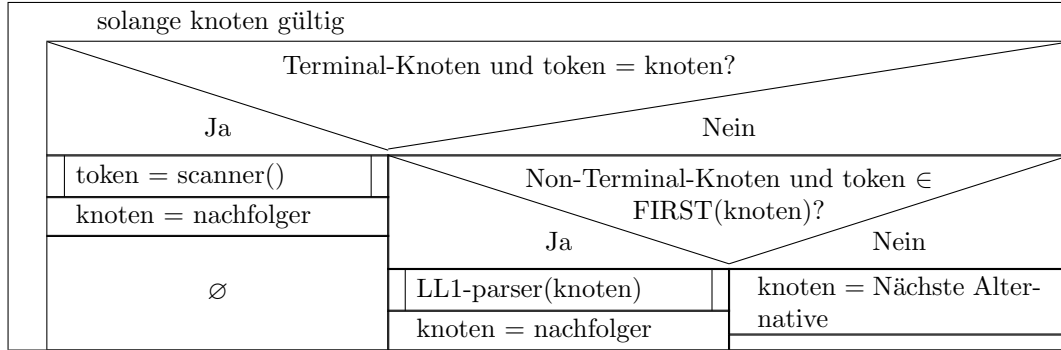 solange knoten gültig
Terminal-Knoten und token = knoten?
Ja
Nein
token = scanner()
knoten = nachfolger
∅
Non-Terminal-Knoten und token ∈
FIRST(knoten)?
Ja
Nein
LL1-parser(knoten)
knoten = nachfolger
knoten = Nächste Alter-
native